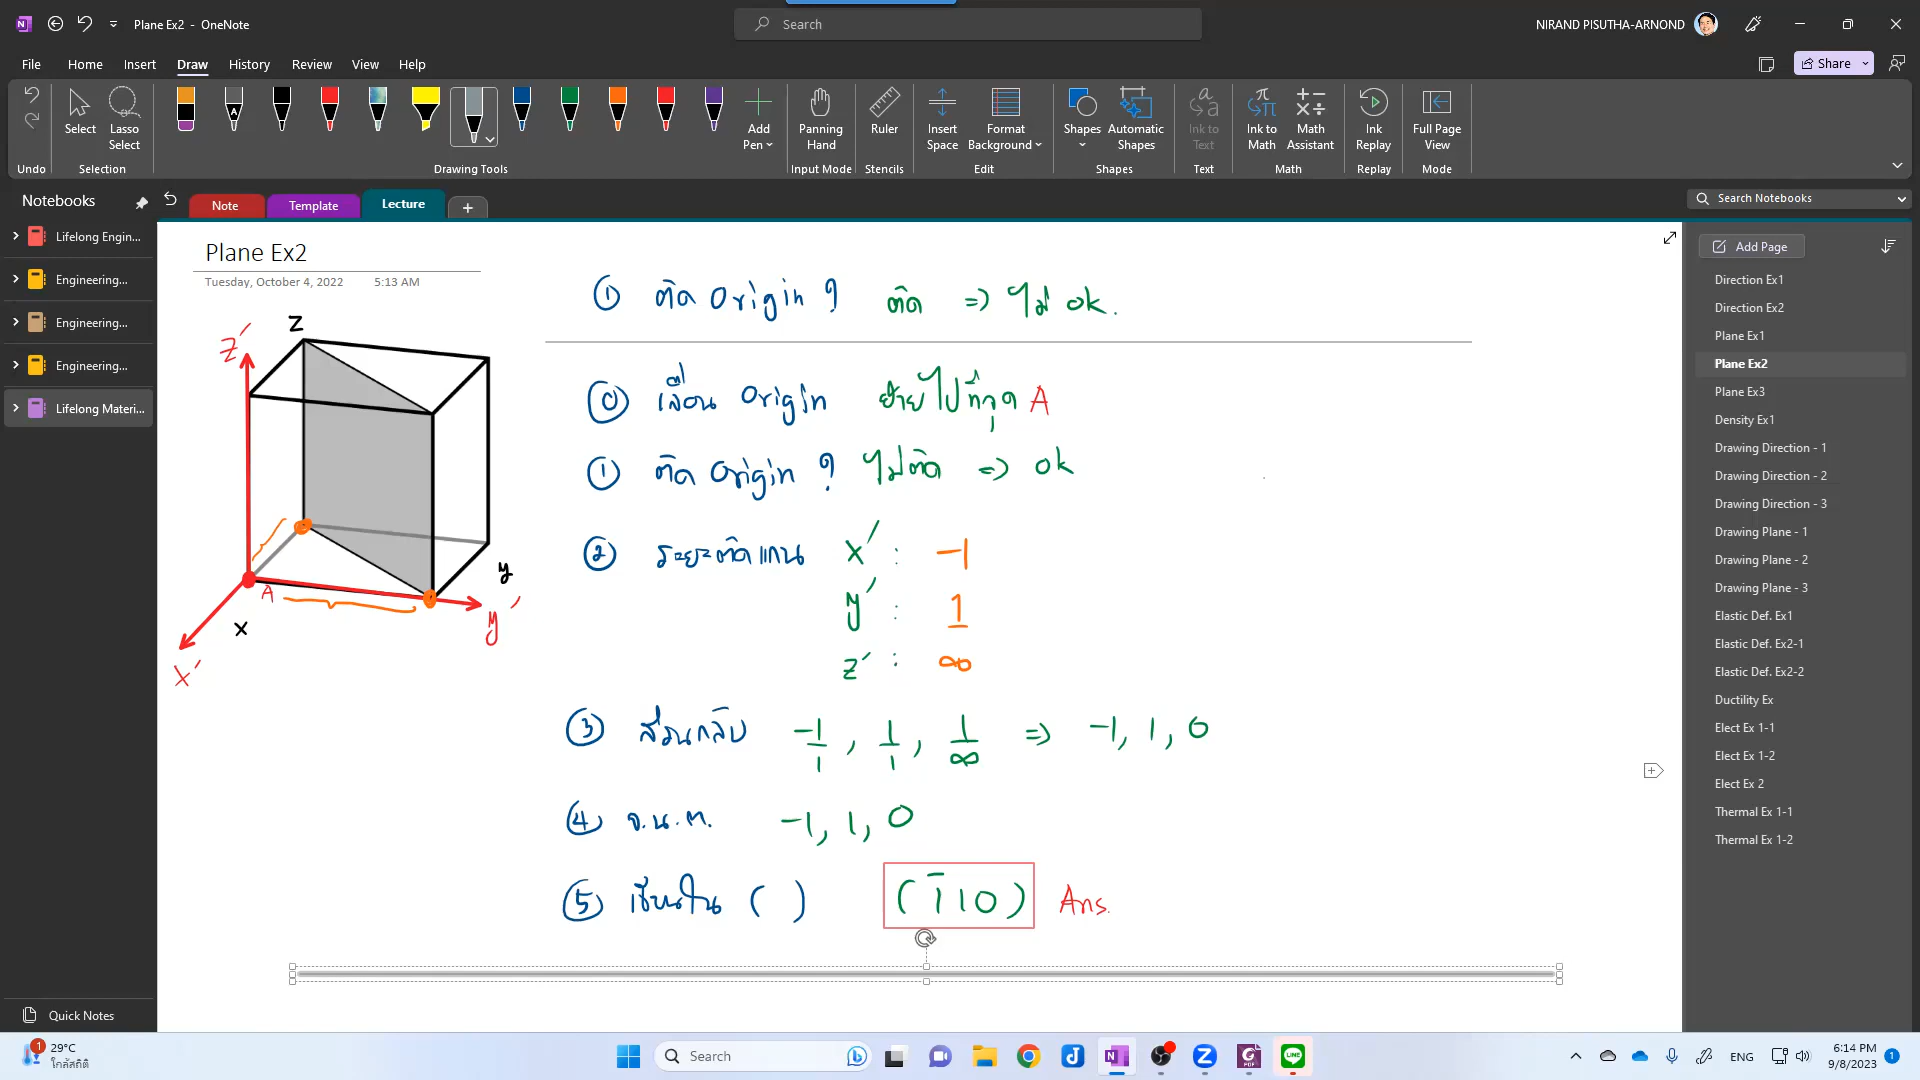 Plane Ex2 - OneNote
Search
NIRAND PISUTHA-ARNOND
File Home Insert Draw History Review View Help
Share
Undo
Select
Lasso Select
Selection
Drawing Tools
Add Pen
Panning Hand
Input Mode
Ruler
Stencils
Insert Space
Format Background
Edit
Shapes
Automatic Shapes
Shapes
Ink to Text
Text
Ink to Math
Math Assistant
Math
Ink Replay
Replay
Full Page View
Mode
Notebooks
Note
Template
Lecture
Search Notebooks
Lifelong Engin...
Engineering...
Engineering...
Engineering...
Lifelong Materi...
Quick Notes
Plane Ex2
Tuesday, October 4, 2022 5:13 AM
z
z'
A
y
y'
x
x'
① ตัด Origin ? ตัด => ไม่ ok.
⓪ เลื่อน Origin ย้ายไปที่จุด A
① ตัด Origin ? ไม่ตัด => ok
② ระยะตัดแกน x' : -1
y' : 1
z' : ∞
③ ส่วนกลับ -1/1 , 1/1 , 1/∞ => -1, 1, 0
④ จ.น.ต. -1, 1, 0
⑤ เขียนใน ( ) (1̅10) Ans.
Add Page
Direction Ex1
Direction Ex2
Plane Ex1
Plane Ex2
Plane Ex3
Density Ex1
Drawing Direction - 1
Drawing Direction - 2
Drawing Direction - 3
Drawing Plane - 1
Drawing Plane - 2
Drawing Plane - 3
Elastic Def. Ex1
Elastic Def. Ex2-1
Elastic Def. Ex2-2
Ductility Ex
Elect Ex 1-1
Elect Ex 1-2
Elect Ex 2
Thermal Ex 1-1
Thermal Ex 1-2
1
29°C
ใกล้สถิติ
Search
LINE
ENG
6:14 PM
9/8/2023
1